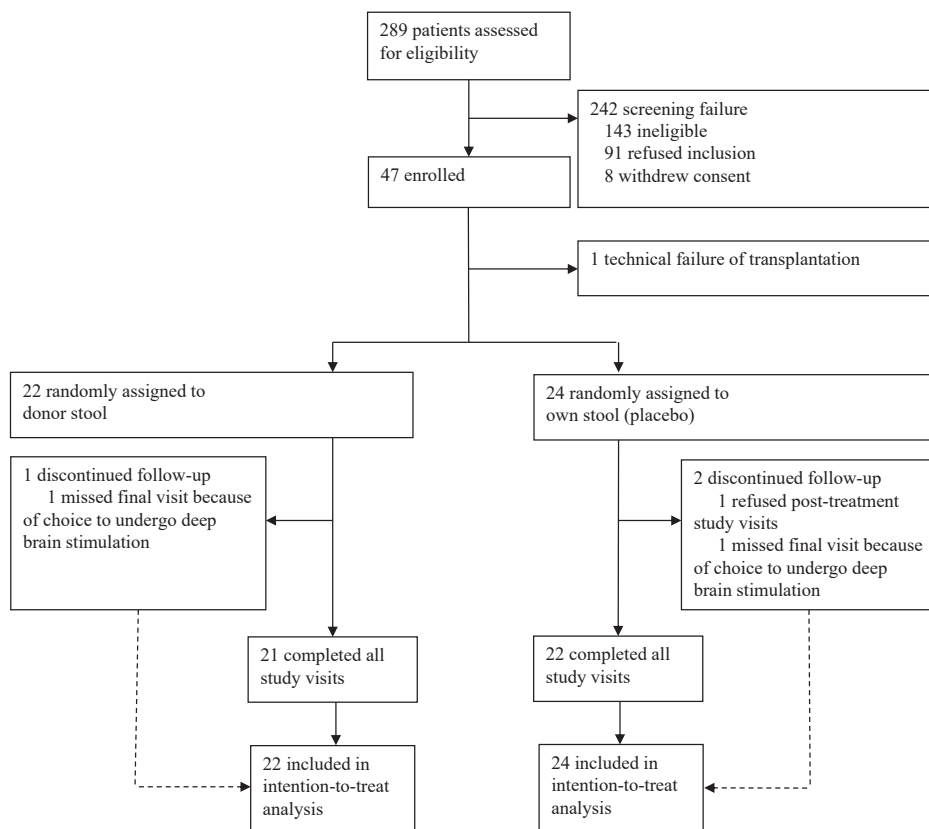 289 patients assessed
for eligibility
242 screening failure
143 ineligible
91 refused inclusion
8 withdrew consent
47 enrolled
1 technical failure of transplantation
22 randomly assigned to
donor stool
24 randomly assigned to
own stool (placebo)
1 discontinued follow-up
1 missed final visit because
of choice to undergo deep
brain stimulation
2 discontinued follow-up
1 refused post-treatment
study visits
1 missed final visit because
of choice to undergo deep
brain stimulation
21 completed all
study visits
22 completed all
study visits
22 included in
intention-to-treat
analysis
24 included in
intention-to-treat
analysis